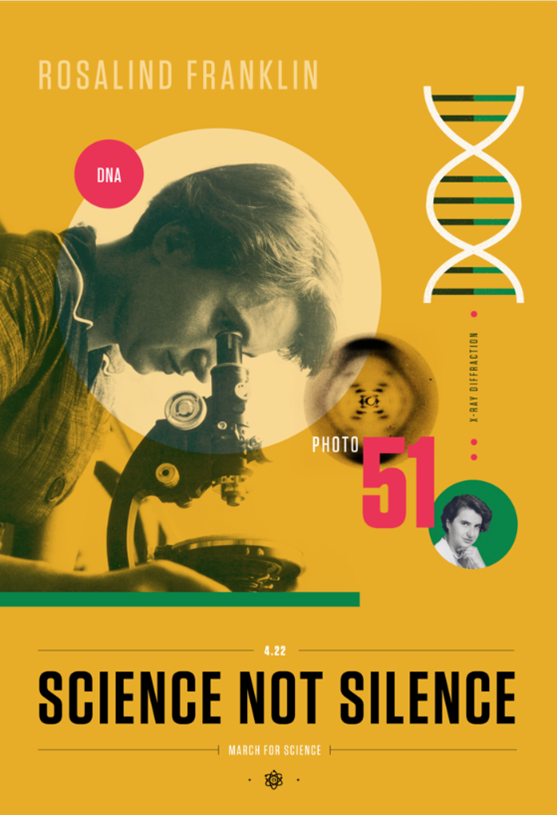 ROSALIND FRANKLIN
DNA
X-RAY DIFFRACTION
PHOTO
51
4.22
SCIENCE NOT SILENCE
MARCH FOR SCIENCE